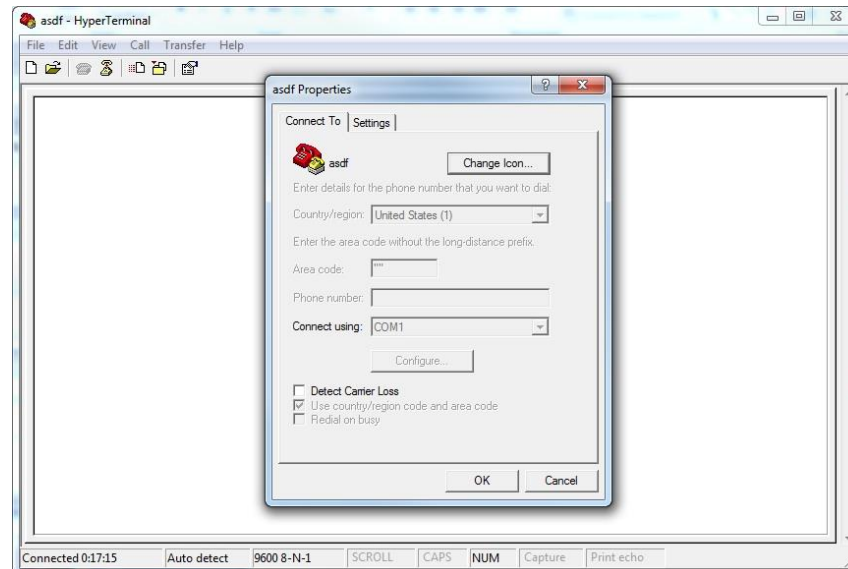 asdf - HyperTerminal
File Edit View Call Transfer Help
asdf Properties
Connect To Settings
asdf Change Icon...
Enter details for the phone number that you want to dial:
Country/region: United States (1)
Enter the area code without the long-distance prefix.
Area code: """
Phone number:
Connect using: COM1
Configure...
Detect Carrier Loss
Use country/region code and area code
Redial on busy
OK Cancel
Connected 0:17:15 Auto detect 9600 8-N-1 SCROLL CAPS NUM Capture Print echo